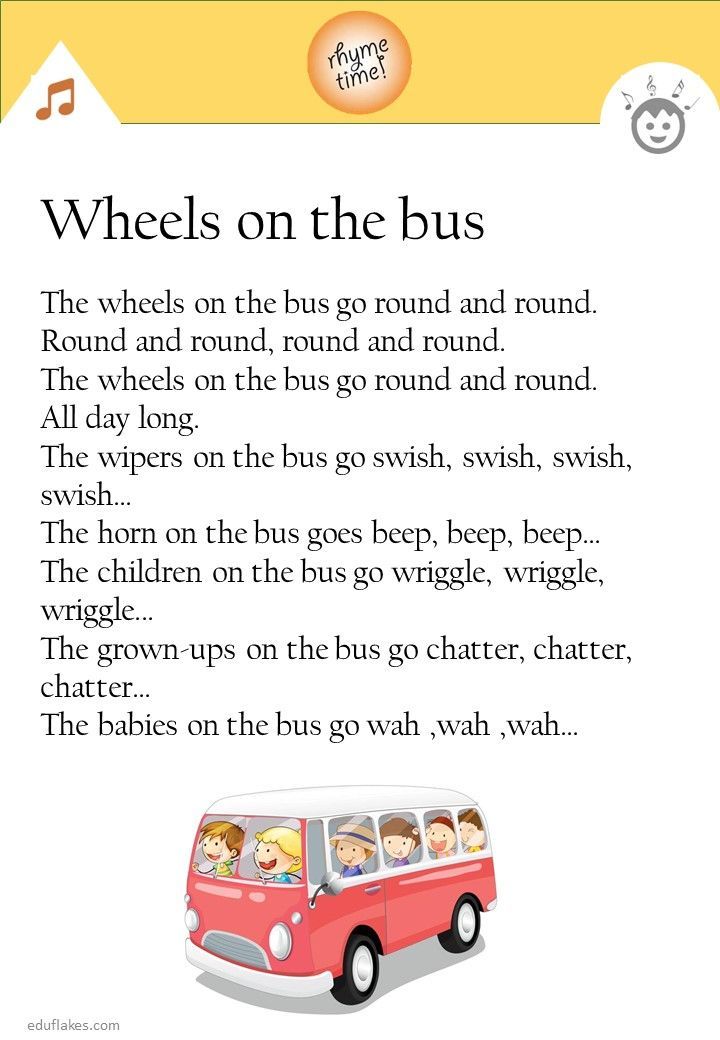 rhyme
time!
Wheels on the bus
The wheels on the bus go round and round.
Round and round, round and round.
The wheels on the bus go round and round.
All day long.
The wipers on the bus go swish, swish, swish,
swish...
The horn on the bus goes beep, beep, beep...
The children on the bus go wriggle, wriggle,
wriggle...
The grown-ups on the bus go chatter, chatter,
chatter...
The babies on the bus go wah ,wah ,wah...
eduflakes.com